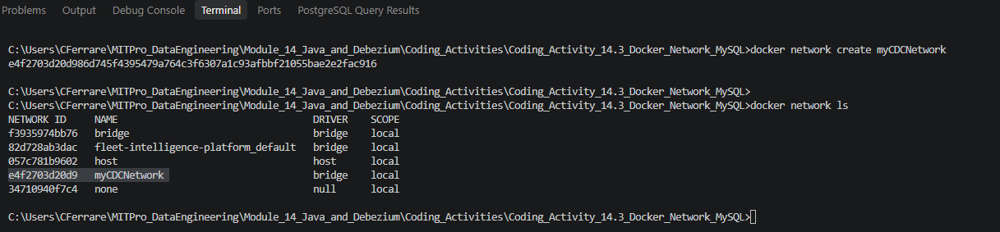 Problems Output Debug Console Terminal Ports PostgreSQL Query Results
C:\Users\CFerrare\MITPro_DataEngineering\Module_14_Java_and_Debezium\Coding_Activities\Coding_Activity_14.3_Docker_Network_MySQL>docker network create myCDCNetwork
e4f2703d20d986d745f4395479a764c3f6307a1c93afbbf21055bae2e2fac916
C:\Users\CFerrare\MITPro_DataEngineering\Module_14_Java_and_Debezium\Coding_Activities\Coding_Activity_14.3_Docker_Network_MySQL>
C:\Users\CFerrare\MITPro_DataEngineering\Module_14_Java_and_Debezium\Coding_Activities\Coding_Activity_14.3_Docker_Network_MySQL>docker network ls
NETWORK ID NAME DRIVER SCOPE
f3935974bb76 bridge bridge local
82d728ab3dac fleet-intelligence-platform_default bridge local
057c781b9602 host host local
e4f2703d20d9 myCDCNetwork bridge local
34710940f7c4 none null local
C:\Users\CFerrare\MITPro_DataEngineering\Module_14_Java_and_Debezium\Coding_Activities\Coding_Activity_14.3_Docker_Network_MySQL>